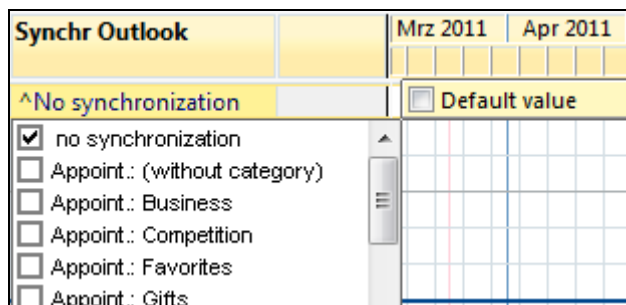 Synchr Outlook
Mrz 2011 Apr 2011
^No synchronization
Default value
no synchronization
Appoint.: (without category)
Appoint.: Business
Appoint.: Competition
Appoint.: Favorites
Appoint.: Gifts